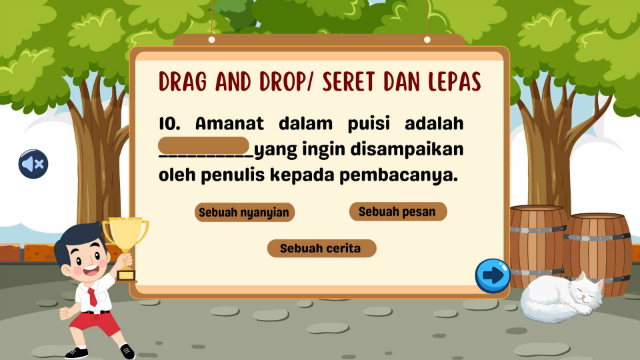 DRAG AND DROP/ SERET DAN LEPAS
10. Amanat dalam puisi adalah
__________yang ingin disampaikan
oleh penulis kepada pembacanya.
Sebuah nyanyian
Sebuah pesan
Sebuah cerita